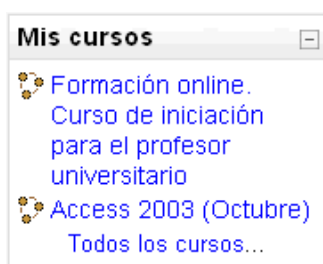 Mis cursos
Formación online.
Curso de iniciación
para el profesor
universitario
Access 2003 (Octubre)
Todos los cursos...